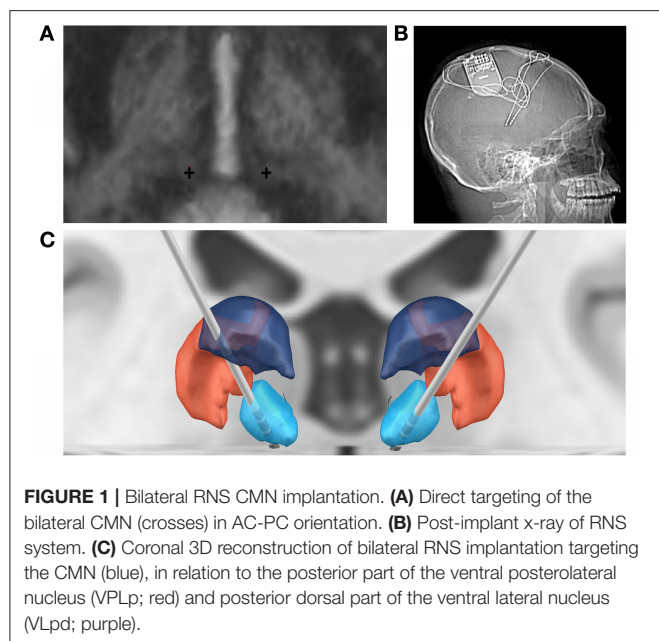 A
B
C
FIGURE 1 | Bilateral RNS CMN implantation. (A) Direct targeting of the
bilateral CMN (crosses) in AC-PC orientation. (B) Post-implant x-ray of RNS
system. (C) Coronal 3D reconstruction of bilateral RNS implantation targeting
the CMN (blue), in relation to the posterior part of the ventral posterolateral
nucleus (VPLp; red) and posterior dorsal part of the ventral lateral nucleus
(VLpd; purple).